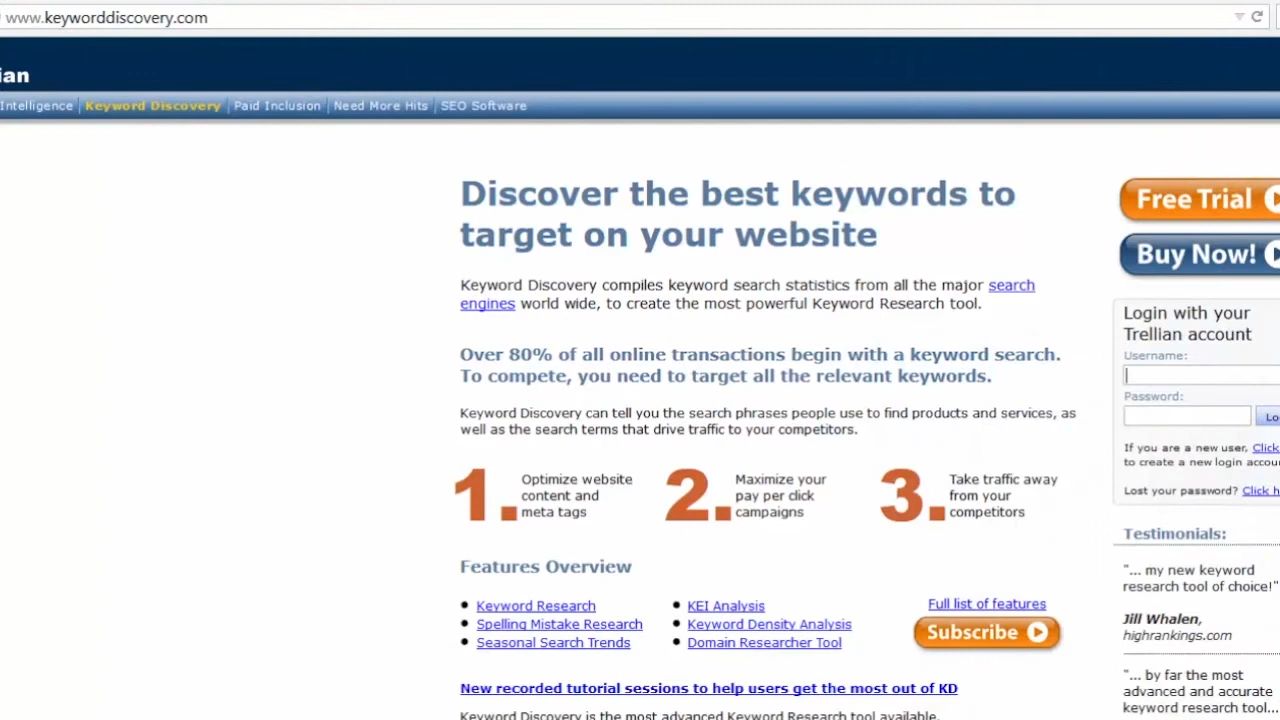 www.keyworddiscovery.com
ian
Intelligence
Keyword Discovery
Paid Inclusion
Need More Hits
SEO Software
Discover the best keywords to
target on your website
Keyword Discovery compiles keyword search statistics from all the major search
engines world wide, to create the most powerful Keyword Research tool.
Over 80% of all online transactions begin with a keyword search.
To compete, you need to target all the relevant keywords.
Keyword Discovery can tell you the search phrases people use to find products and services, as
well as the search terms that drive traffic to your competitors.
1.
Optimize website
content and
meta tags
2.
Maximize your
pay per click
campaigns
3.
Take traffic away
from your
competitors
Features Overview
Keyword Research
Spelling Mistake Research
Seasonal Search Trends
KEI Analysis
Keyword Density Analysis
Domain Researcher Tool
Full list of features
Subscribe
New recorded tutorial sessions to help users get the most out of KD
Keyword Discovery is the most advanced Keyword Research tool available.
Free Trial
Buy Now!
Login with your
Trellian account
Username:
Password:
Lo
If you are a new user, Click
to create a new login accou
Lost your password? Click h
Testimonials:
"... my new keyword
research tool of choice!"
Jill Whalen,
highrankings.com
"... by far the most
advanced and accurate
keyword research tool...